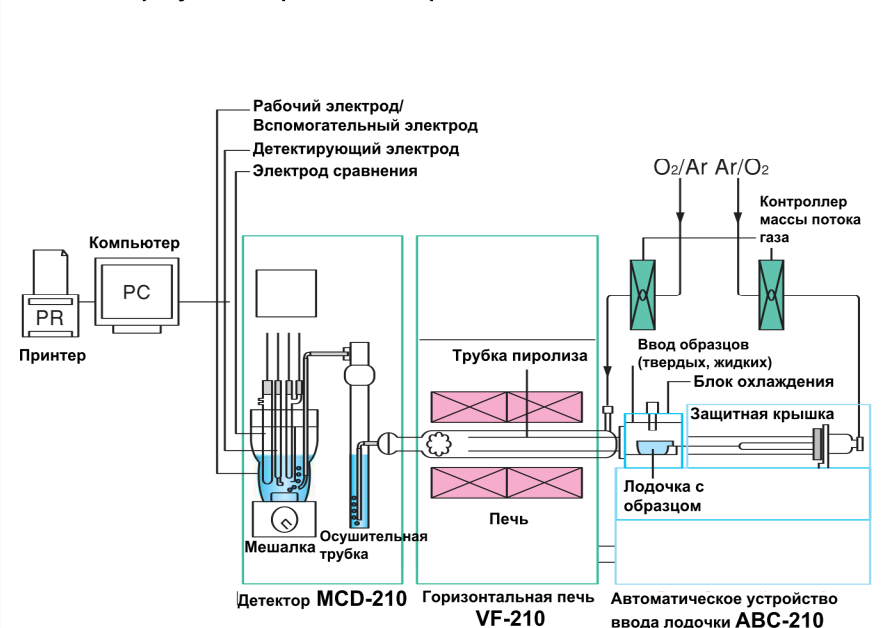 Рабочий электрод/
Вспомогательный электрод
Детектирующий электрод
Электрод сравнения
O2/Ar Ar/O2
Контроллер
массы потока
газа
Компьютер
PC
PR
Принтер
Ввод образцов
(твердых, жидких)
Трубка пиролиза
Блок охлаждения
Защитная крышка
Лодочка с
образцом
Печь
Мешалка
Осушительная
трубка
Детектор MCD-210
Горизонтальная печь
VF-210
Автоматическое устройство
ввода лодочки ABC-210